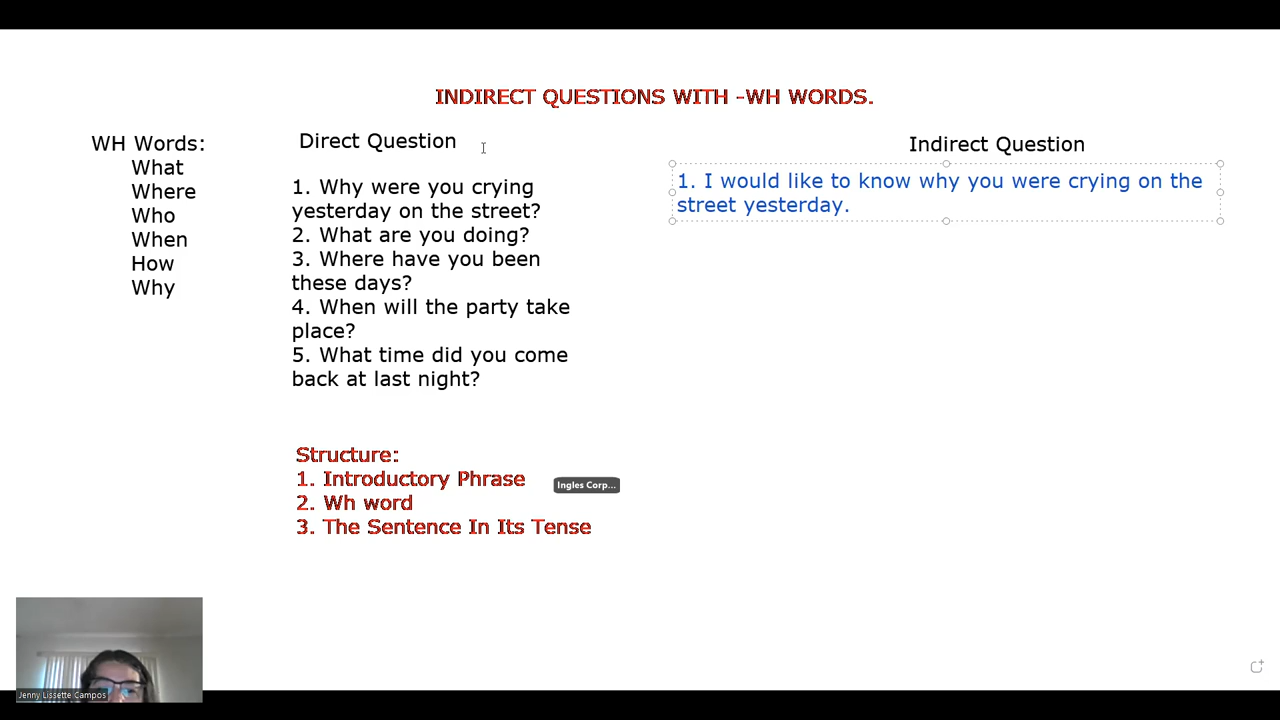 INDIRECT QUESTIONS WITH -WH WORDS.
WH Words:
What
Where
Who
When
How
Why
Direct Question
1. Why were you crying
yesterday on the street?
2. What are you doing?
3. Where have you been
these days?
4. When will the party take
place?
5. What time did you come
back at last night?
Indirect Question
1. I would like to know why you were crying on the
street yesterday.
Structure:
1. Introductory Phrase
2. Wh word
3. The Sentence In Its Tense
Ingles Corp...
Jenny Lissette Campos